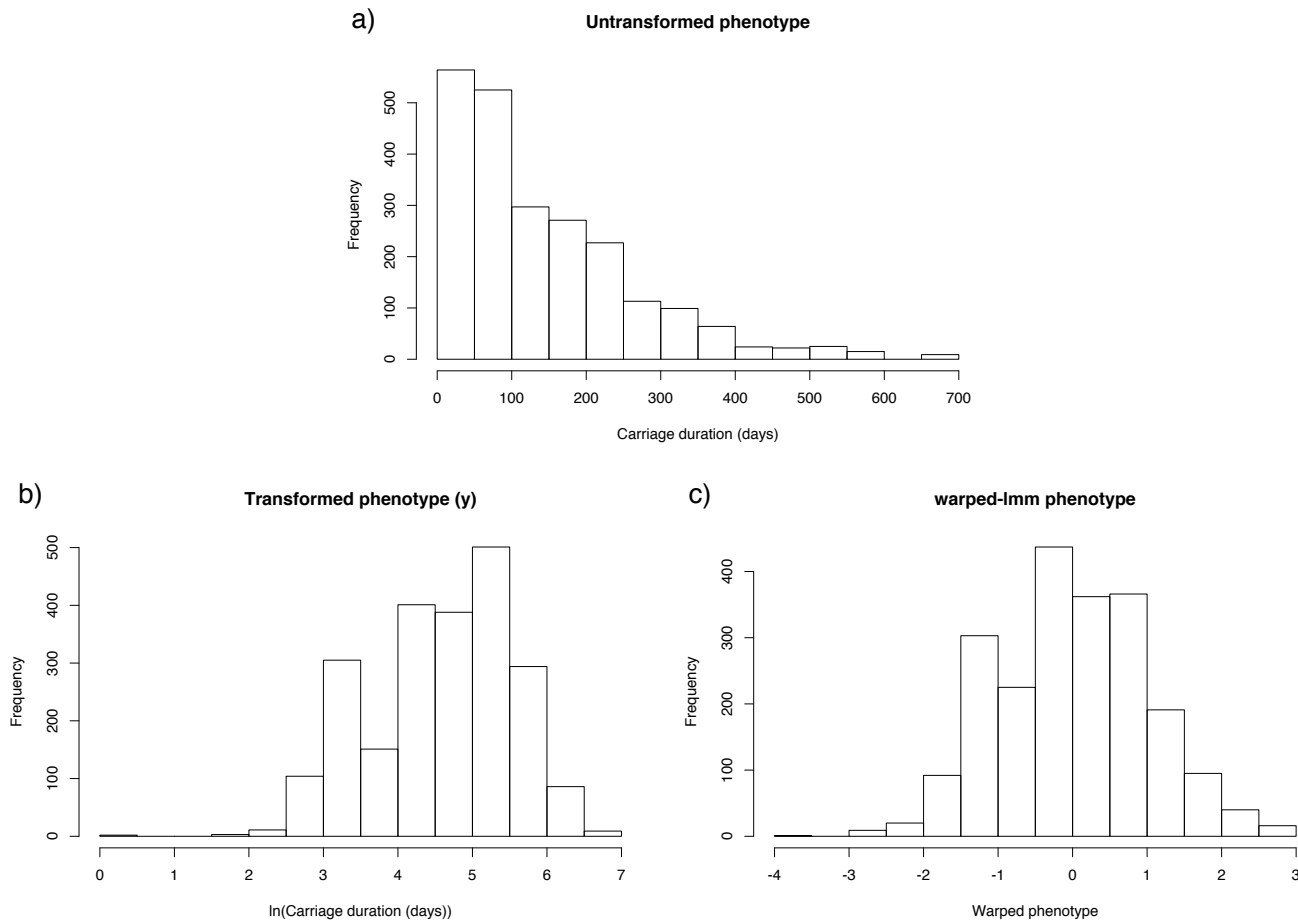 a)
Untransformed phenotype
Frequency
0 100 200 300 400 500
0 100 200 300 400 500 600 700
Carriage duration (days)
b)
Transformed phenotype (y)
Frequency
0 100 200 300 400 500
0 1 2 3 4 5 6 7
ln(Carriage duration (days))
c)
warped-lmm phenotype
Frequency
0 100 200 300 400
-4 -3 -2 -1 0 1 2 3
Warped phenotype